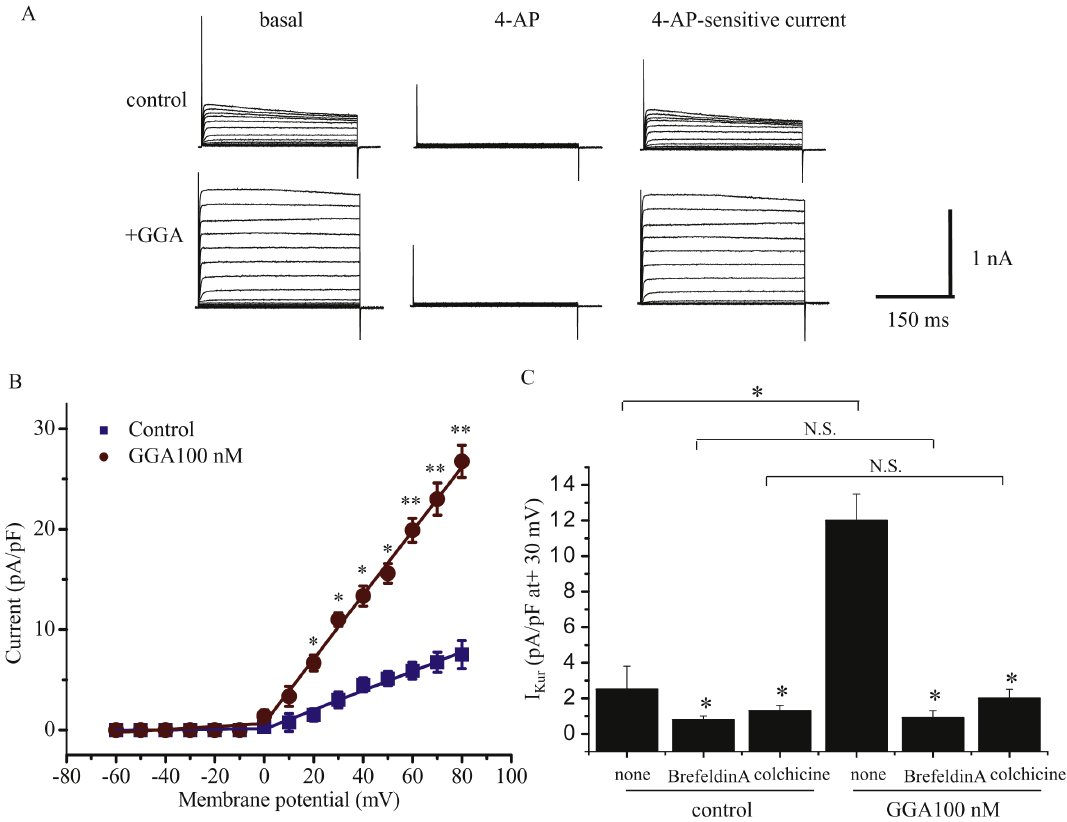 A
basal
4-AP
4-AP-sensitive current
control
+GGA
1 nA
150 ms
B
Control
GGA100 nM
Current (pA/pF)
30
20
10
0
* * * * ** ** **
-80 -60 -40 -20 0 20 40 60 80 100
Membrane potential (mV)
C
*
N.S.
N.S.
I_Kur (pA/pF at+ 30 mV)
14
12
10
8
6
4
2
0
* * * *
none BrefeldinA colchicine none BrefeldinA colchicine
control GGA100 nM